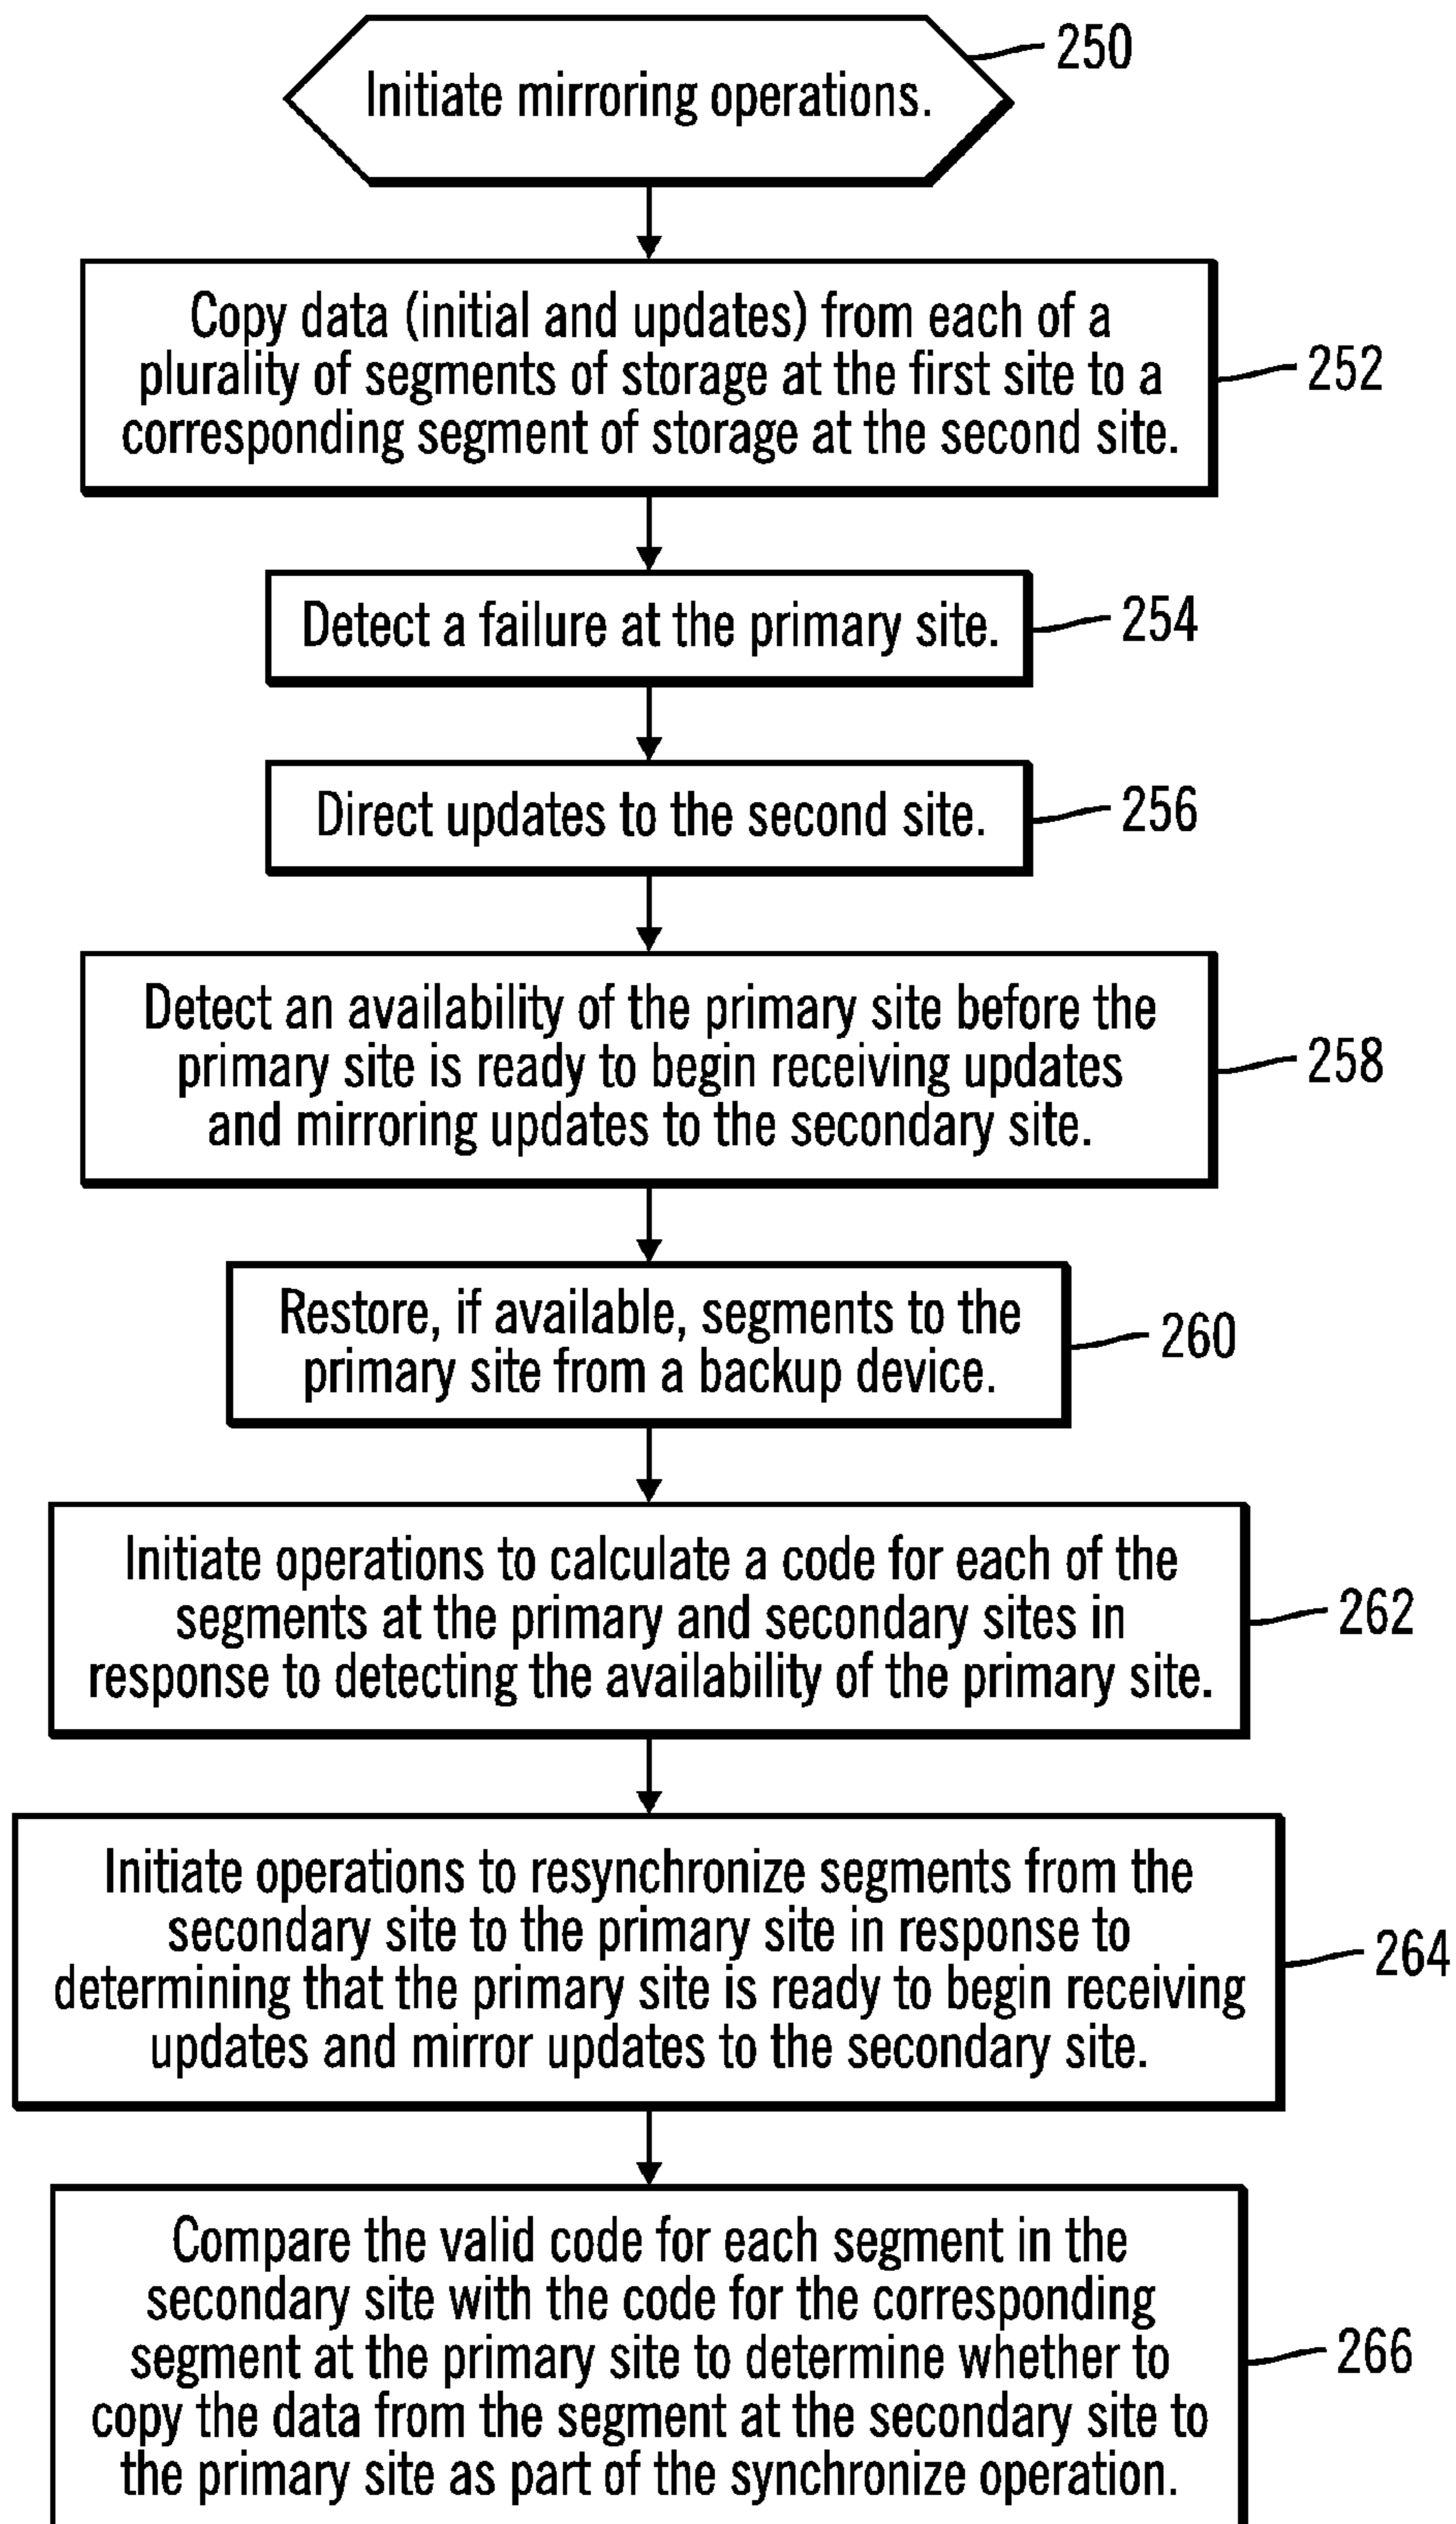 Initiate mirroring operations.
250
Copy data (initial and updates) from each of a
plurality of segments of storage at the first site to a
corresponding segment of storage at the second site.
252
Detect a failure at the primary site.
254
Direct updates to the second site.
256
Detect an availability of the primary site before the
primary site is ready to begin receiving updates
and mirroring updates to the secondary site.
258
Restore, if available, segments to the
primary site from a backup device.
260
Initiate operations to calculate a code for each of the
segments at the primary and secondary sites in
response to detecting the availability of the primary site.
262
Initiate operations to resynchronize segments from the
secondary site to the primary site in response to
determining that the primary site is ready to begin receiving
updates and mirror updates to the secondary site.
264
Compare the valid code for each segment in the
secondary site with the code for the corresponding
segment at the primary site to determine whether to
copy the data from the segment at the secondary site to
the primary site as part of the synchronize operation.
266